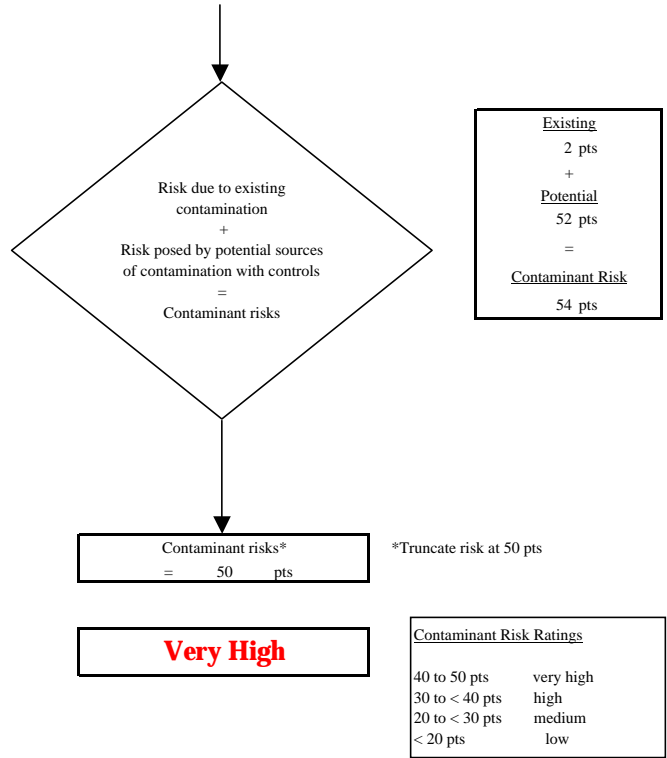 Risk due to existing
contamination
+
Risk posed by potential sources
of contamination with controls
=
Contaminant risks
Existing
2 pts
+
Potential
52 pts
=
Contaminant Risk
54 pts
Contaminant risks*
= 50 pts
*Truncate risk at 50 pts
Very High
Contaminant Risk Ratings
40 to 50 pts very high
30 to < 40 pts high
20 to < 30 pts medium
< 20 pts low